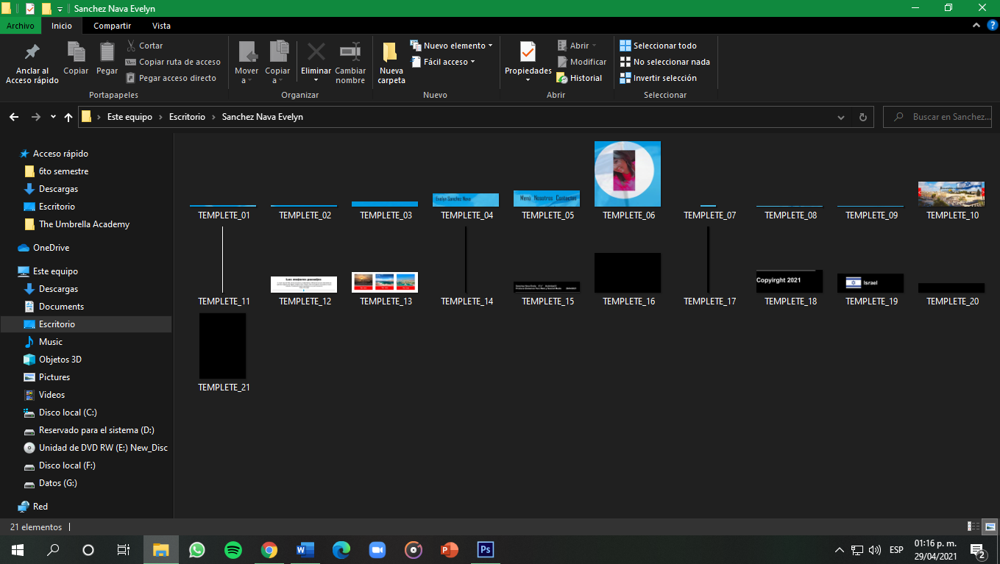 Sanchez Nava Evelyn
Archivo Inicio Compartir Vista
Anclar al Acceso rápido
Copiar
Pegar
Cortar
Copiar ruta de acceso
Pegar acceso directo
Portapapeles
Mover a
Copiar a
Eliminar
Cambiar nombre
Organizar
Nueva carpeta
Nuevo elemento
Fácil acceso
Nuevo
Propiedades
Abrir
Modificar
Historial
Abrir
Seleccionar todo
No seleccionar nada
Invertir selección
Seleccionar
Este equipo > Escritorio > Sanchez Nava Evelyn
Buscar en Sanchez...
Acceso rápido
6to semestre
Descargas
Escritorio
The Umbrella Academy
OneDrive
Este equipo
Descargas
Documents
Escritorio
Music
Objetos 3D
Pictures
Videos
Disco local (C:)
Reservado para el sistema (D:)
Unidad de DVD RW (E:) New_Disc
Disco local (F:)
Datos (G:)
Red
Evelyn Sanchez Nava
Menú Nosotros Contactos
TEMPLETE_01 TEMPLETE_02 TEMPLETE_03 TEMPLETE_04 TEMPLETE_05 TEMPLETE_06 TEMPLETE_07 TEMPLETE_08 TEMPLETE_09 TEMPLETE_10
Los mejores paisajes
Copyirght 2021
Israel
TEMPLETE_11 TEMPLETE_12 TEMPLETE_13 TEMPLETE_14 TEMPLETE_15 TEMPLETE_16 TEMPLETE_17 TEMPLETE_18 TEMPLETE_19 TEMPLETE_20
TEMPLETE_21
21 elementos
W
P
Ps
ESP
01:16 p. m.
29/04/2021
2